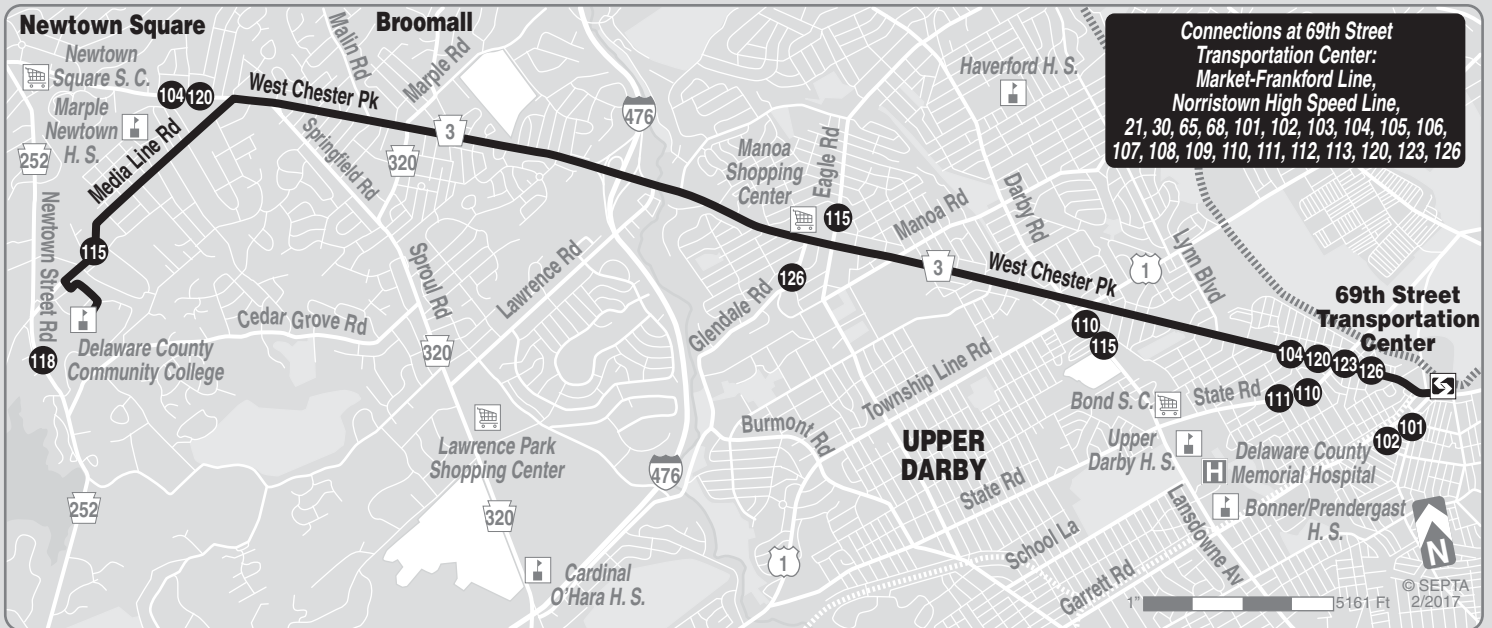 Newtown Square
Broomall
Newtown
Square S. C.
Marple
Newtown
H. S.
104
120
West Chester Pk
Malin Rd
Marple Rd
3
320
476
252
Media Line Rd
Springfield Rd
Newtown Street Rd
115
118
Delaware County
Community College
Cedar Grove Rd
Sproul Rd
320
Lawrence Rd
Lawrence Park
Shopping Center
320
Cardinal
O'Hara H. S.
252
476
Manoa
Shopping
Center
Eagle Rd
115
126
Glendale Rd
Manoa Rd
Haverford H. S.
Darby Rd
3
West Chester Pk
1
Lynn Blvd
Connections at 69th Street
Transportation Center:
Market-Frankford Line,
Norristown High Speed Line,
21, 30, 65, 68, 101, 102, 103, 104, 105, 106,
107, 108, 109, 110, 111, 112, 113, 120, 123, 126
69th Street
Transportation
Center
104
120
123
126
110
115
111
110
102
101
Township Line Rd
Burmont Rd
UPPER
DARBY
State Rd
Bond S. C.
State Rd
Upper
Darby H. S.
H
Delaware County
Memorial Hospital
Bonner/Prendergast
H. S.
Lansdowne Av
School La
Garrett Rd
1
N
© SEPTA
2/2017
1"
5161 Ft